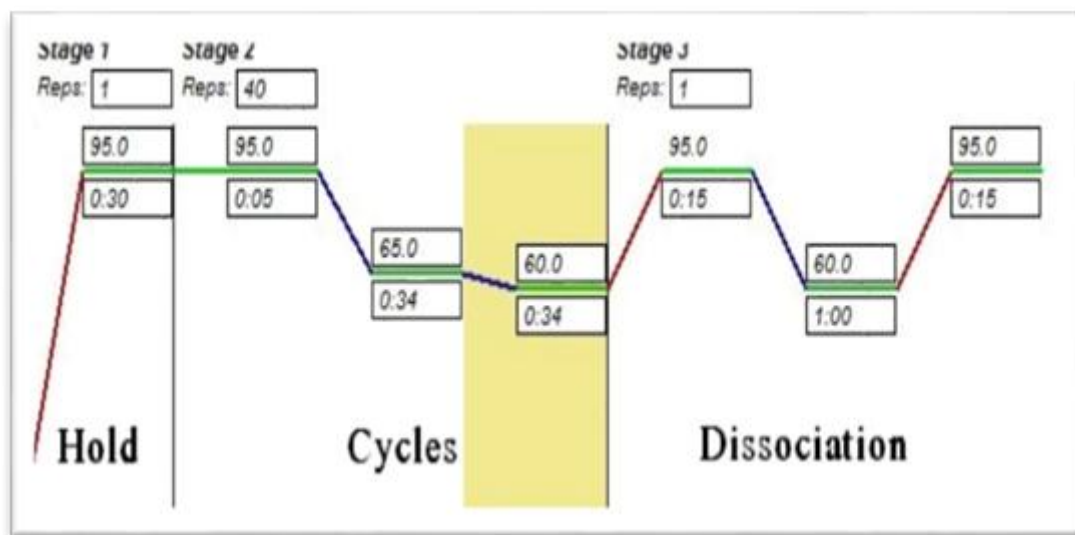 Stage 1
Reps: 1
95.0
0:30
Hold
Stage 2
Reps: 40
95.0
0:05
65.0
0:34
60.0
0:34
Cycles
Stage 3
Reps: 1
95.0
0:15
60.0
1:00
95.0
0:15
Dissociation